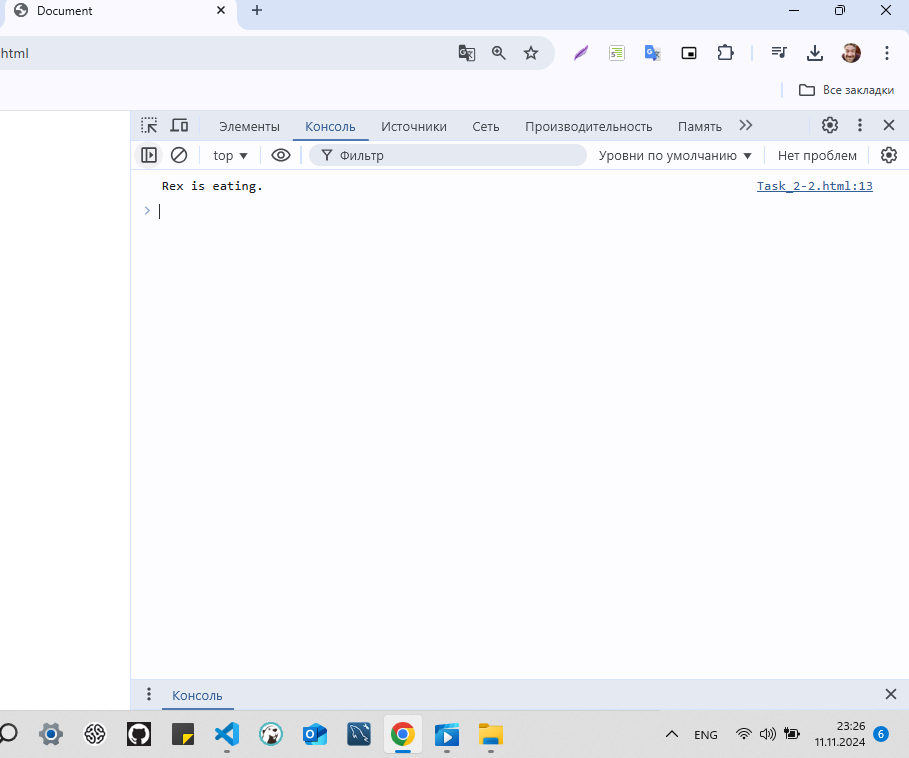 Document
html
Все закладки
Элементы Консоль Источники Сеть Производительность Память
top Фильтр Уровни по умолчанию Нет проблем
Rex is eating. Task_2-2.html:13
Консоль
ENG 23:26 6
11.11.2024